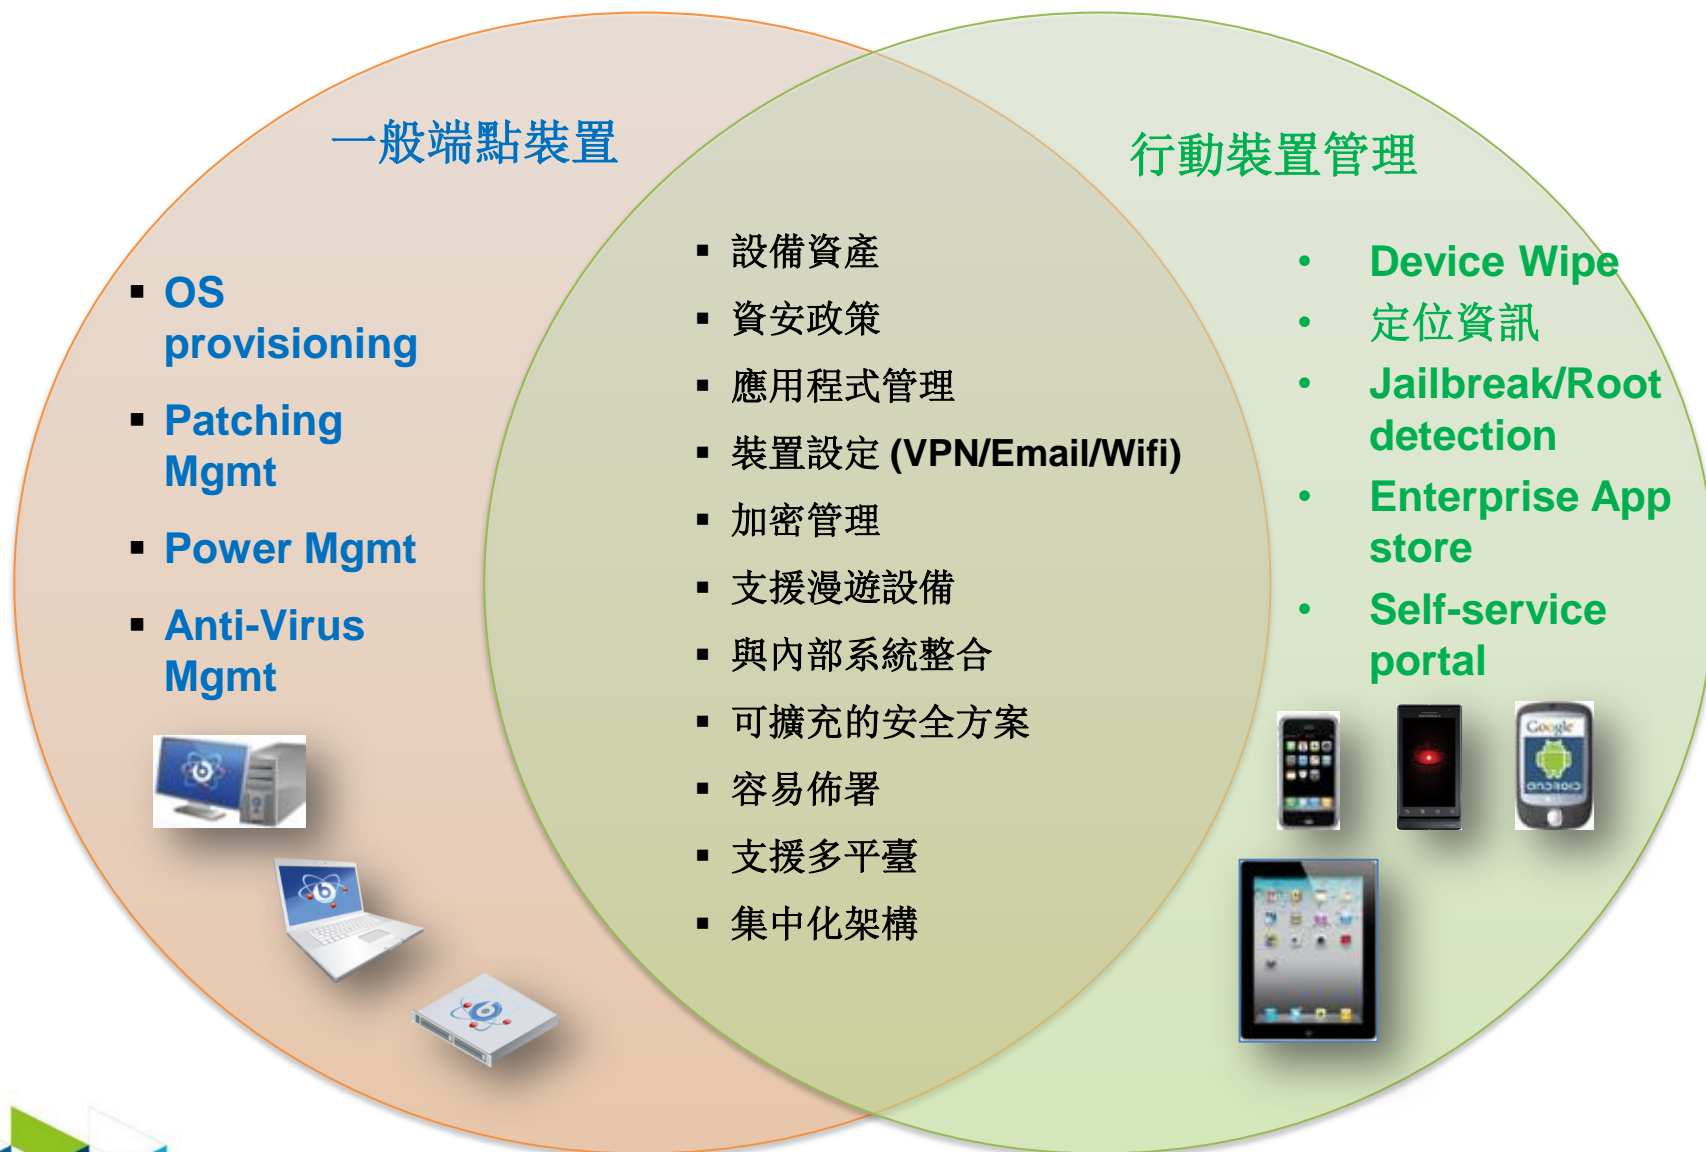 一般端點裝置
▪ OS
provisioning
▪ Patching
Mgmt
▪ Power Mgmt
▪ Anti-Virus
Mgmt
▪ 設備資產
▪ 資安政策
▪ 應用程式管理
▪ 裝置設定 (VPN/Email/Wifi)
▪ 加密管理
▪ 支援漫遊設備
▪ 與內部系統整合
▪ 可擴充的安全方案
▪ 容易佈署
▪ 支援多平臺
▪ 集中化架構
行動裝置管理
• Device Wipe
• 定位資訊
• Jailbreak/Root
detection
• Enterprise App
store
• Self-service
portal
Google
ANDROID